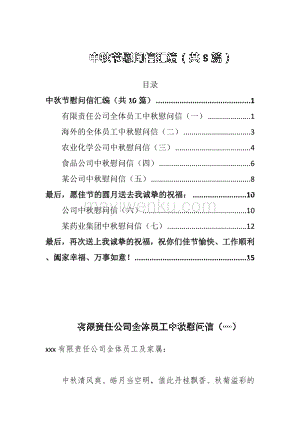 中秋节慰问信汇编（共8篇）
目录
中秋节慰问信汇编（共16篇）......1
有限责任公司全体员工中秋慰问信（一）......1
海外的全体员工中秋慰问信（二）......2
农业化学公司中秋慰问信（三）......4
食品公司中秋慰问信（四）......6
某公司中秋慰问信（五）......8
最后，愿佳节的圆月送去我诚挚的祝福：......10
公司中秋慰问信（六）......10
某药业集团中秋慰问信（七）......12
最后，再次送上我诚挚的祝福，祝你们佳节愉快、工作顺利
、阖家幸福、万事如意！......15
有限责任公司全体员工中秋慰问信（一）
xxx有限责任公司全体员工及家属：
中秋清风爽，皓月当空明。值此丹桂飘香、秋菊溢彩的